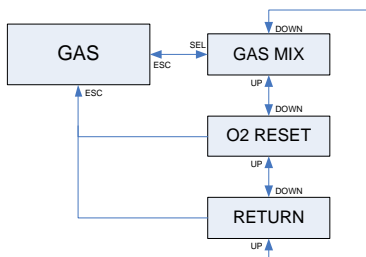 DOWN
GAS
SEL
ESC
GAS MIX
ESC
UP
DOWN
O2 RESET
UP
DOWN
RETURN
UP